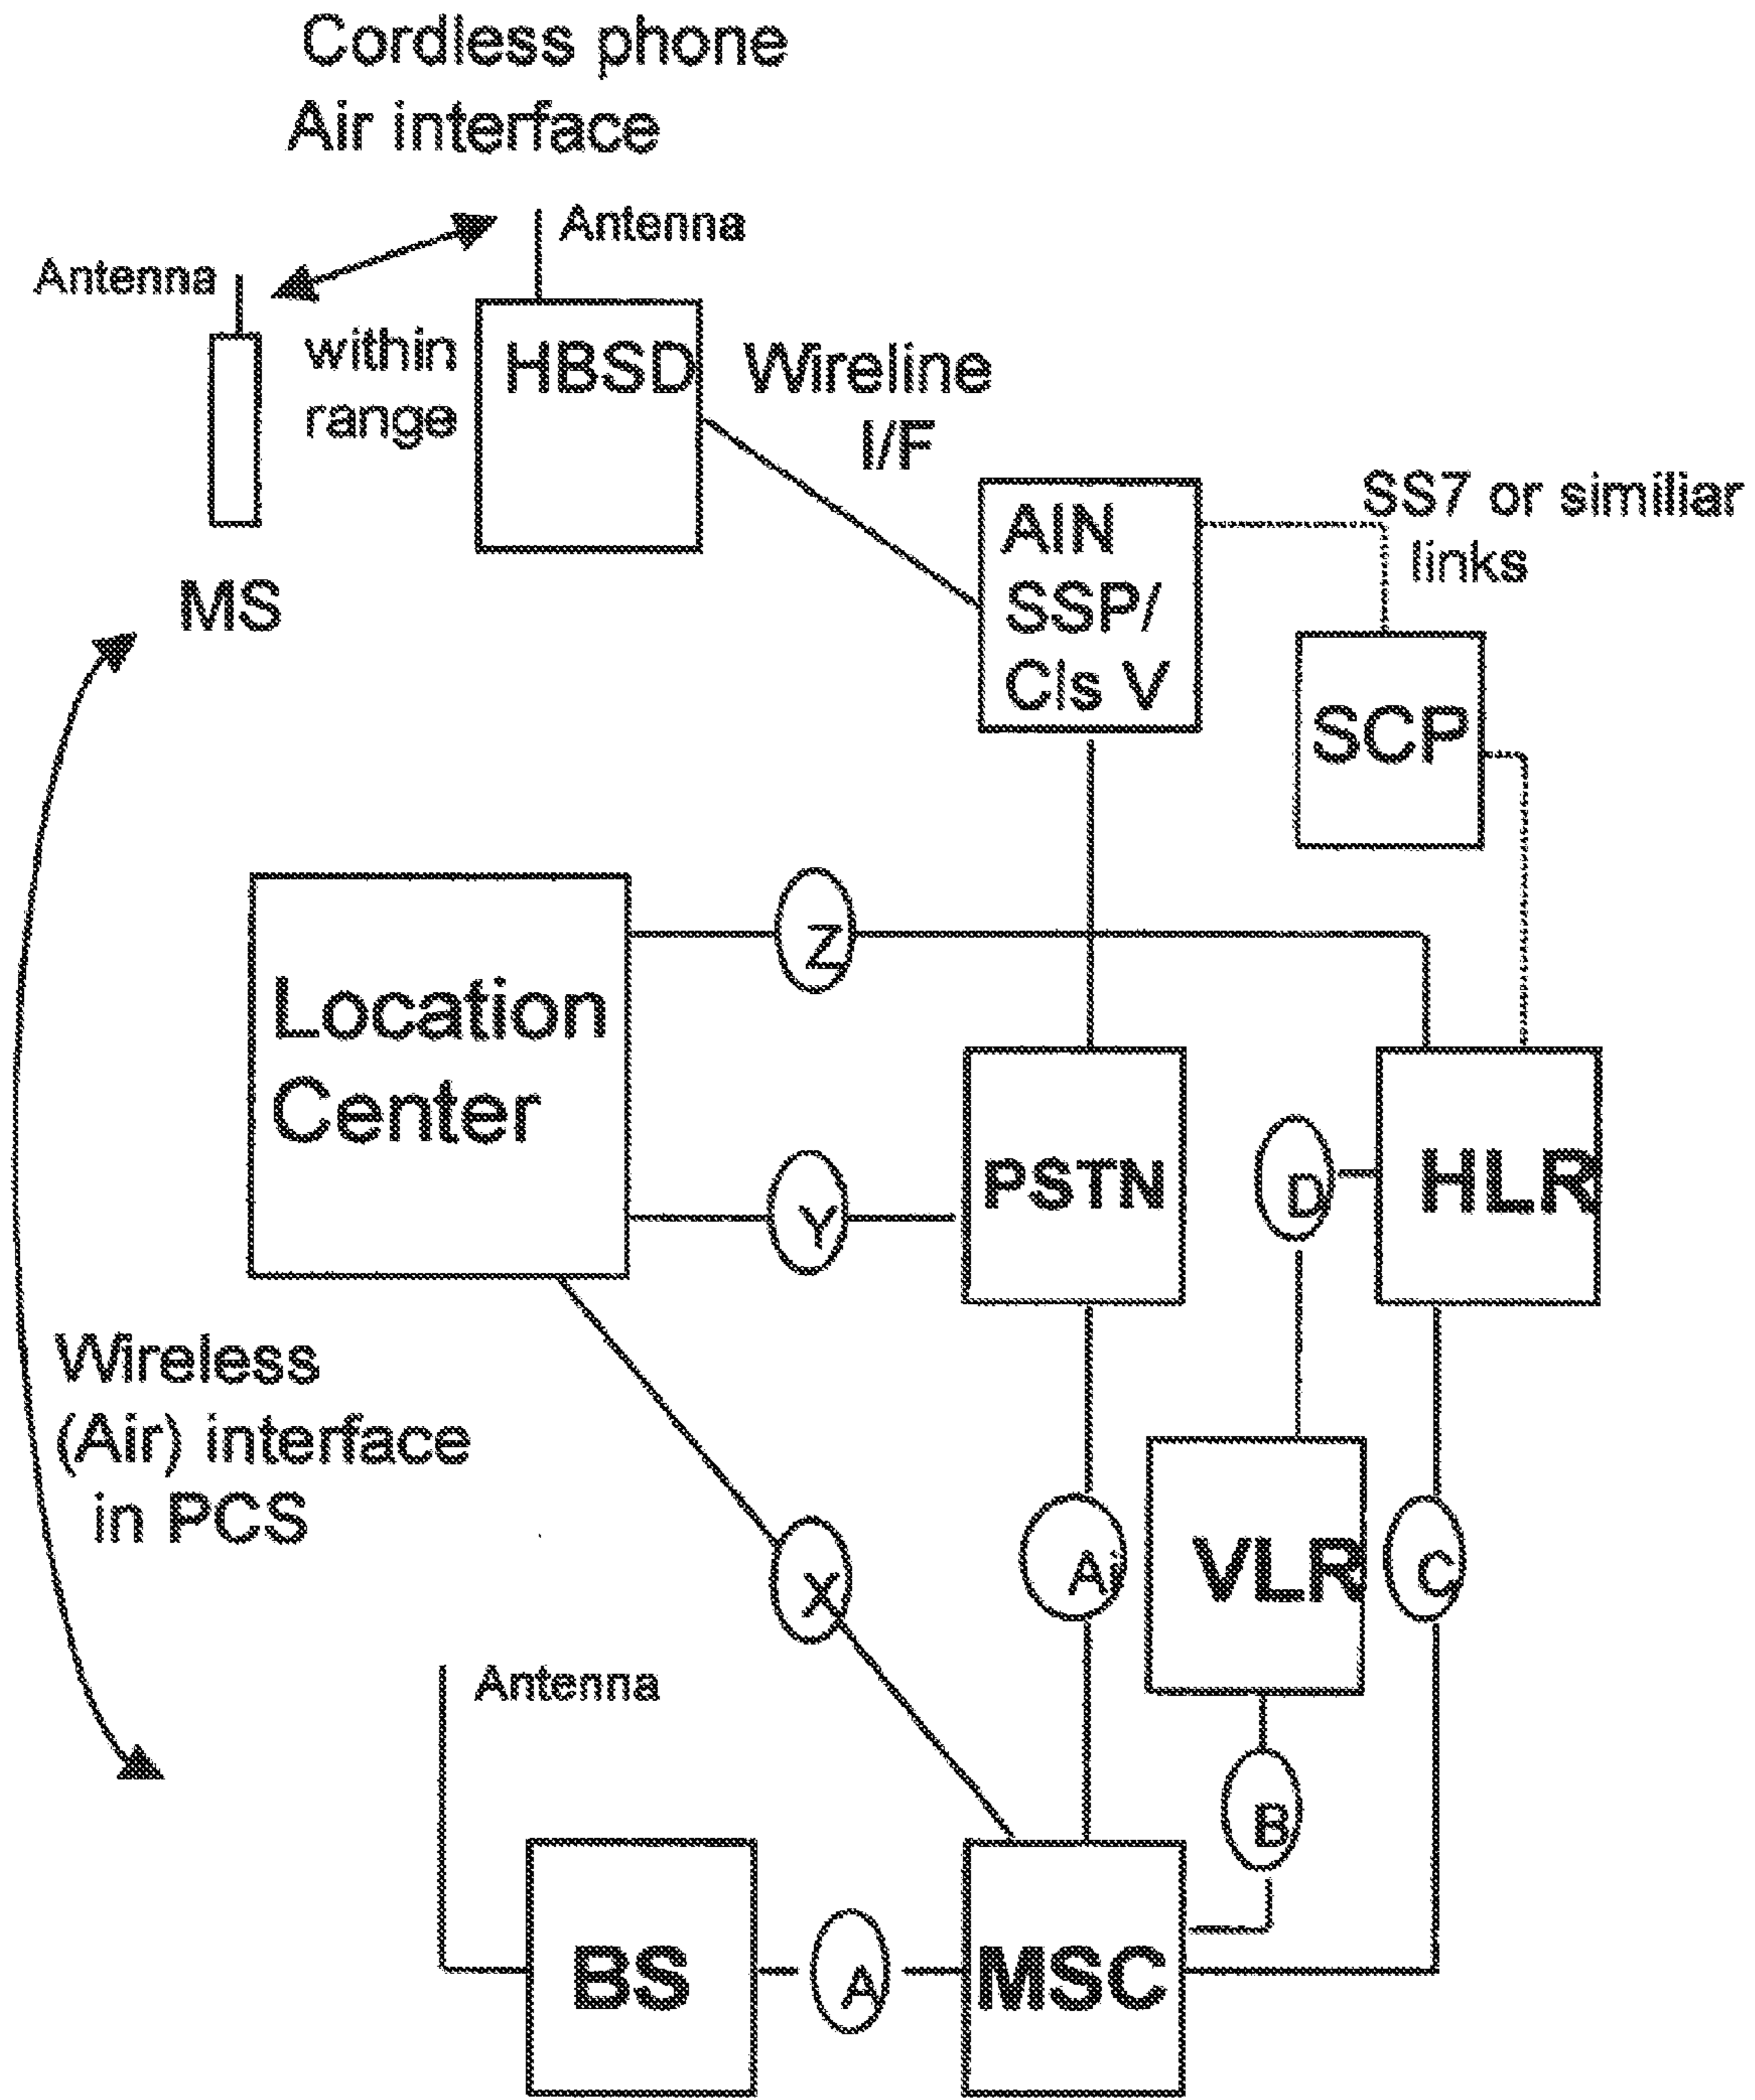 Cordless phone
Air interface
Antenna
Antenna
within
range
HBSD
Wireline
I/F
MS
AIN
SSP/
Cls V
SS7 or similiar
links
SCP
Z
Location
Center
Y
PSTN
D
HLR
Wireless
(Air) interface
in PCS
X
Ai
VLR
C
Antenna
B
BS
A
MSC